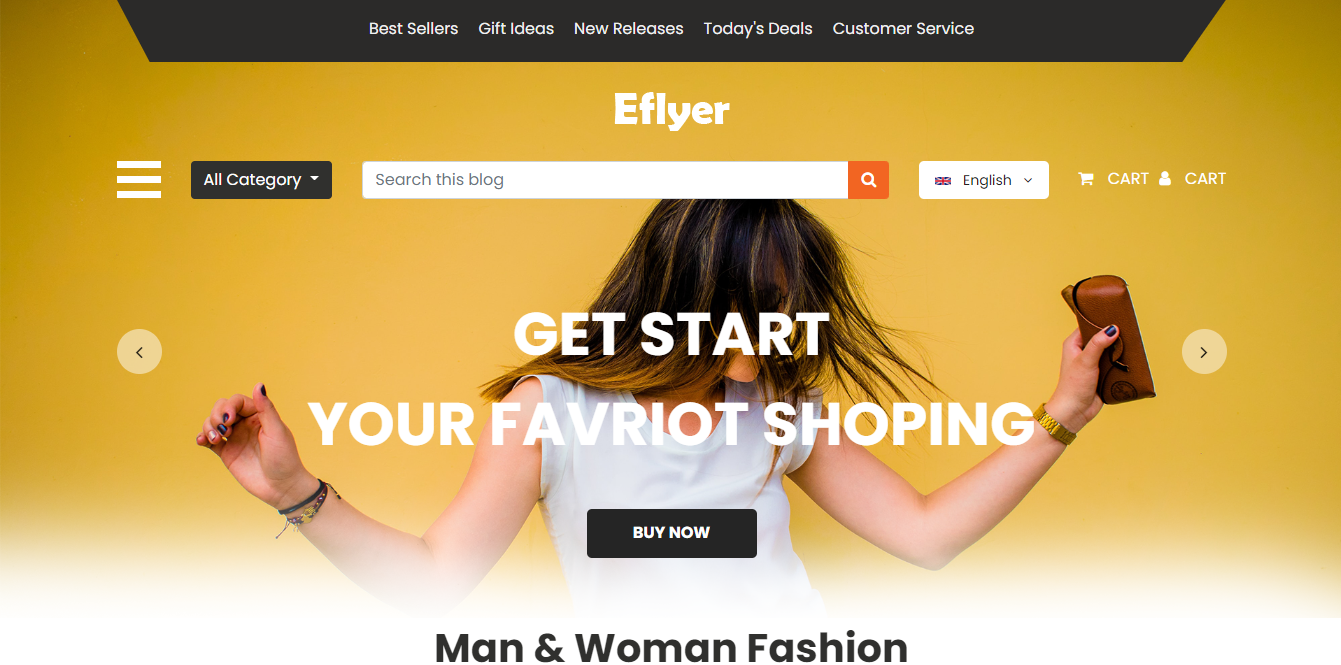 Best Sellers Gift Ideas New Releases Today's Deals Customer Service
Eflyer
All Category Search this blog English CART CART
GET START
YOUR FAVRIOT SHOPING
BUY NOW
Man & Woman Fashion